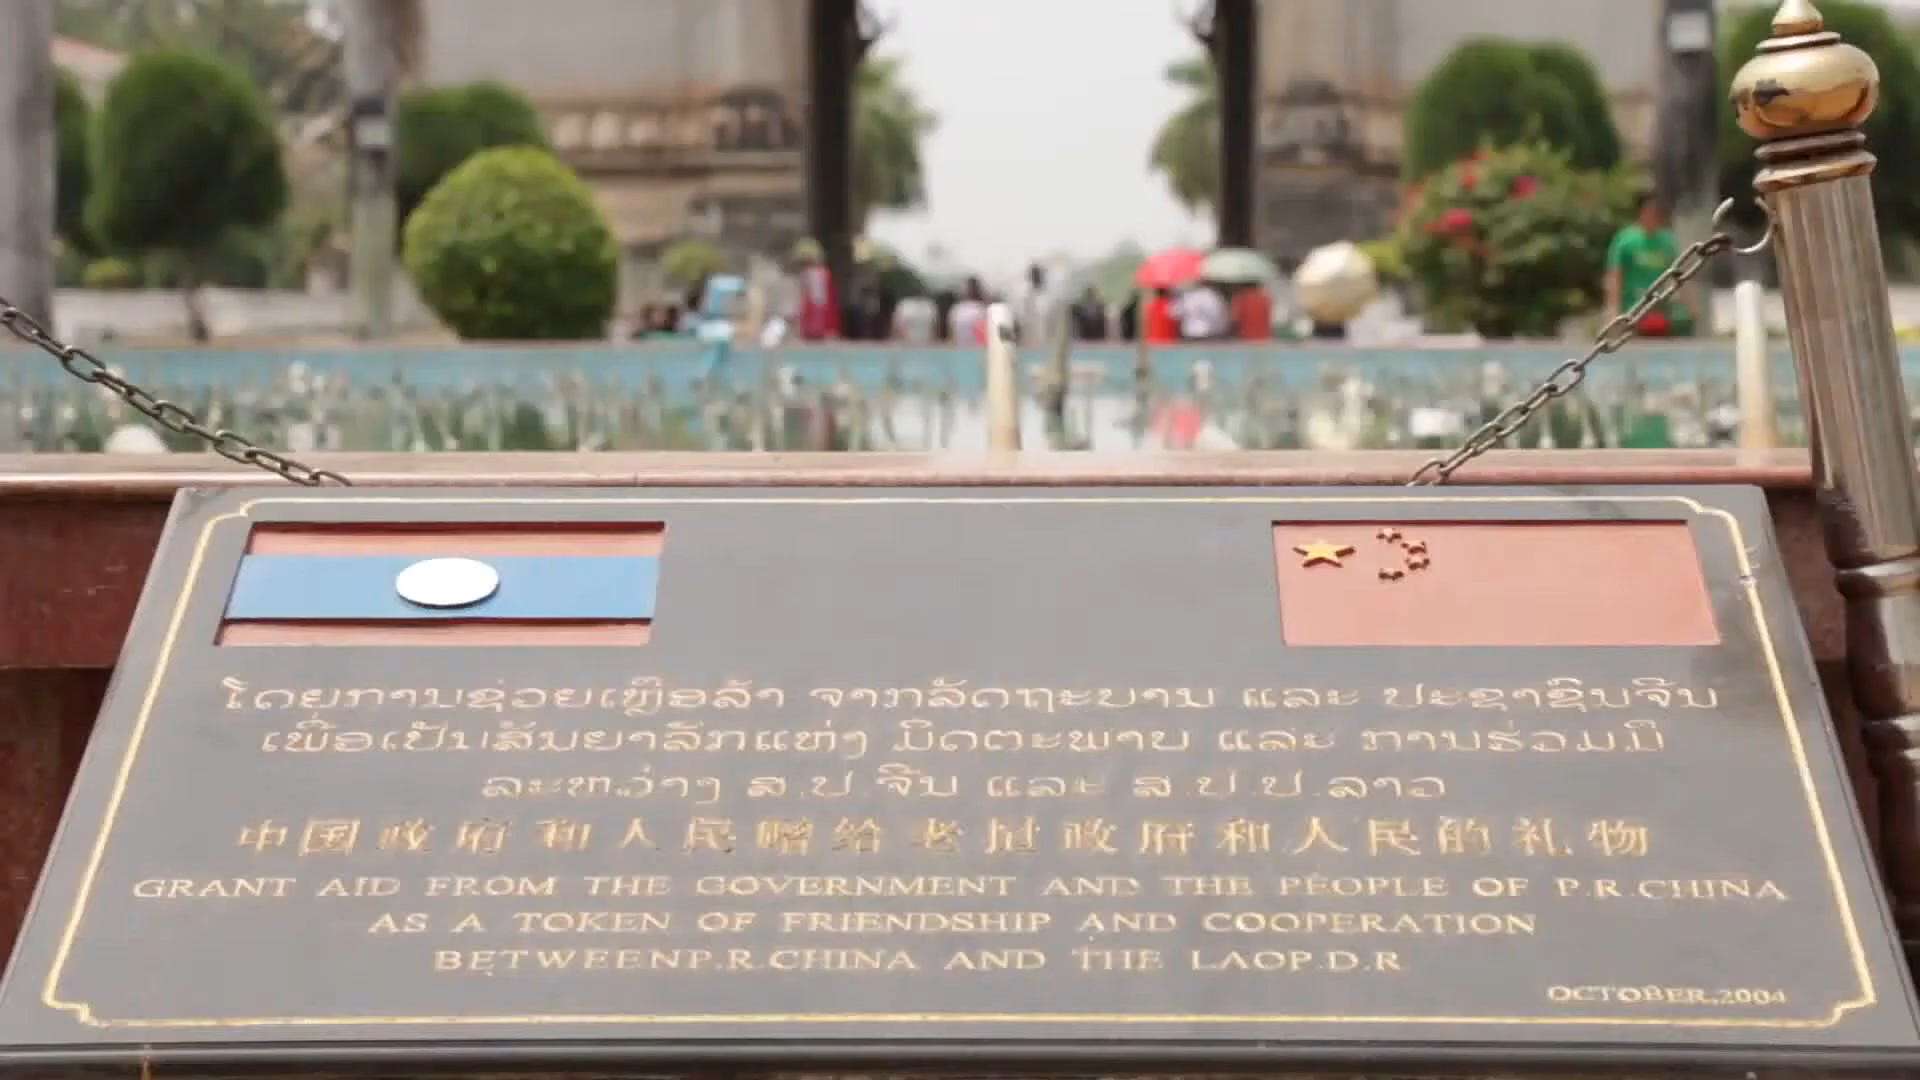 ໂດຍການຊ່ວຍເຫຼືອລ້າ ຈາກລັດຖະບານ ແລະ ປະຊາຊົນຈີນ
ເພື່ອເປັນສັນຍາລັກແຫ່ງ ມິດຕະພາບ ແລະ ການຮ່ວມມື
ລະຫວ່າງ ສ.ປ.ຈີນ ແລະ ສ.ປ.ປ.ລາວ
中国政府和人民赠给老挝政府和人民的礼物
GRANT AID FROM THE GOVERNMENT AND THE PEOPLE OF P.R.CHINA
AS A TOKEN OF FRIENDSHIP AND COOPERATION
BETWEENP.R.CHINA AND THE LAOP.D.R
OCTOBER,2004